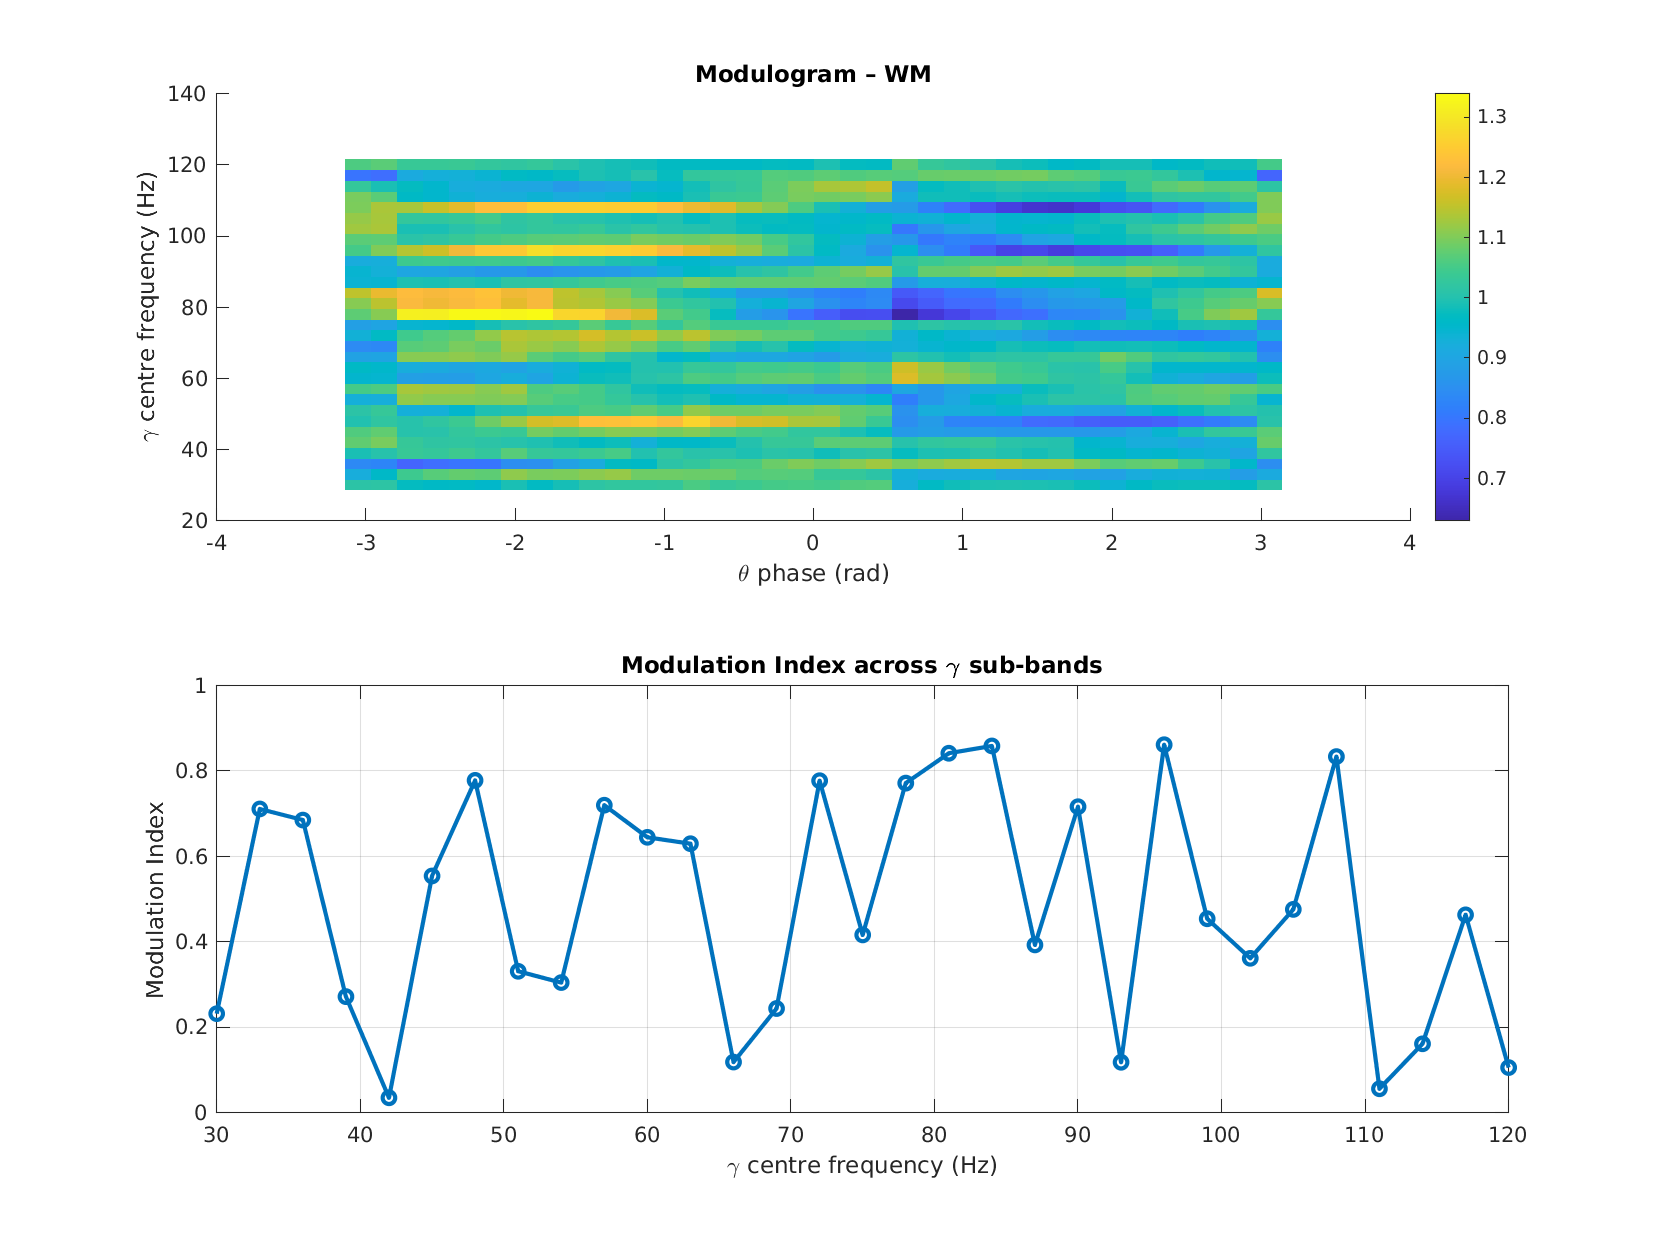 Modulogram – WM
140
120
100
80
60
40
20
γ centre frequency (Hz)
-4 -3 -2 -1 0 1 2 3 4
θ phase (rad)
1.3
1.2
1.1
1
0.9
0.8
0.7
Modulation Index across γ sub-bands
1
0.8
0.6
0.4
0.2
0
Modulation Index
30 40 50 60 70 80 90 100 110 120
γ centre frequency (Hz)